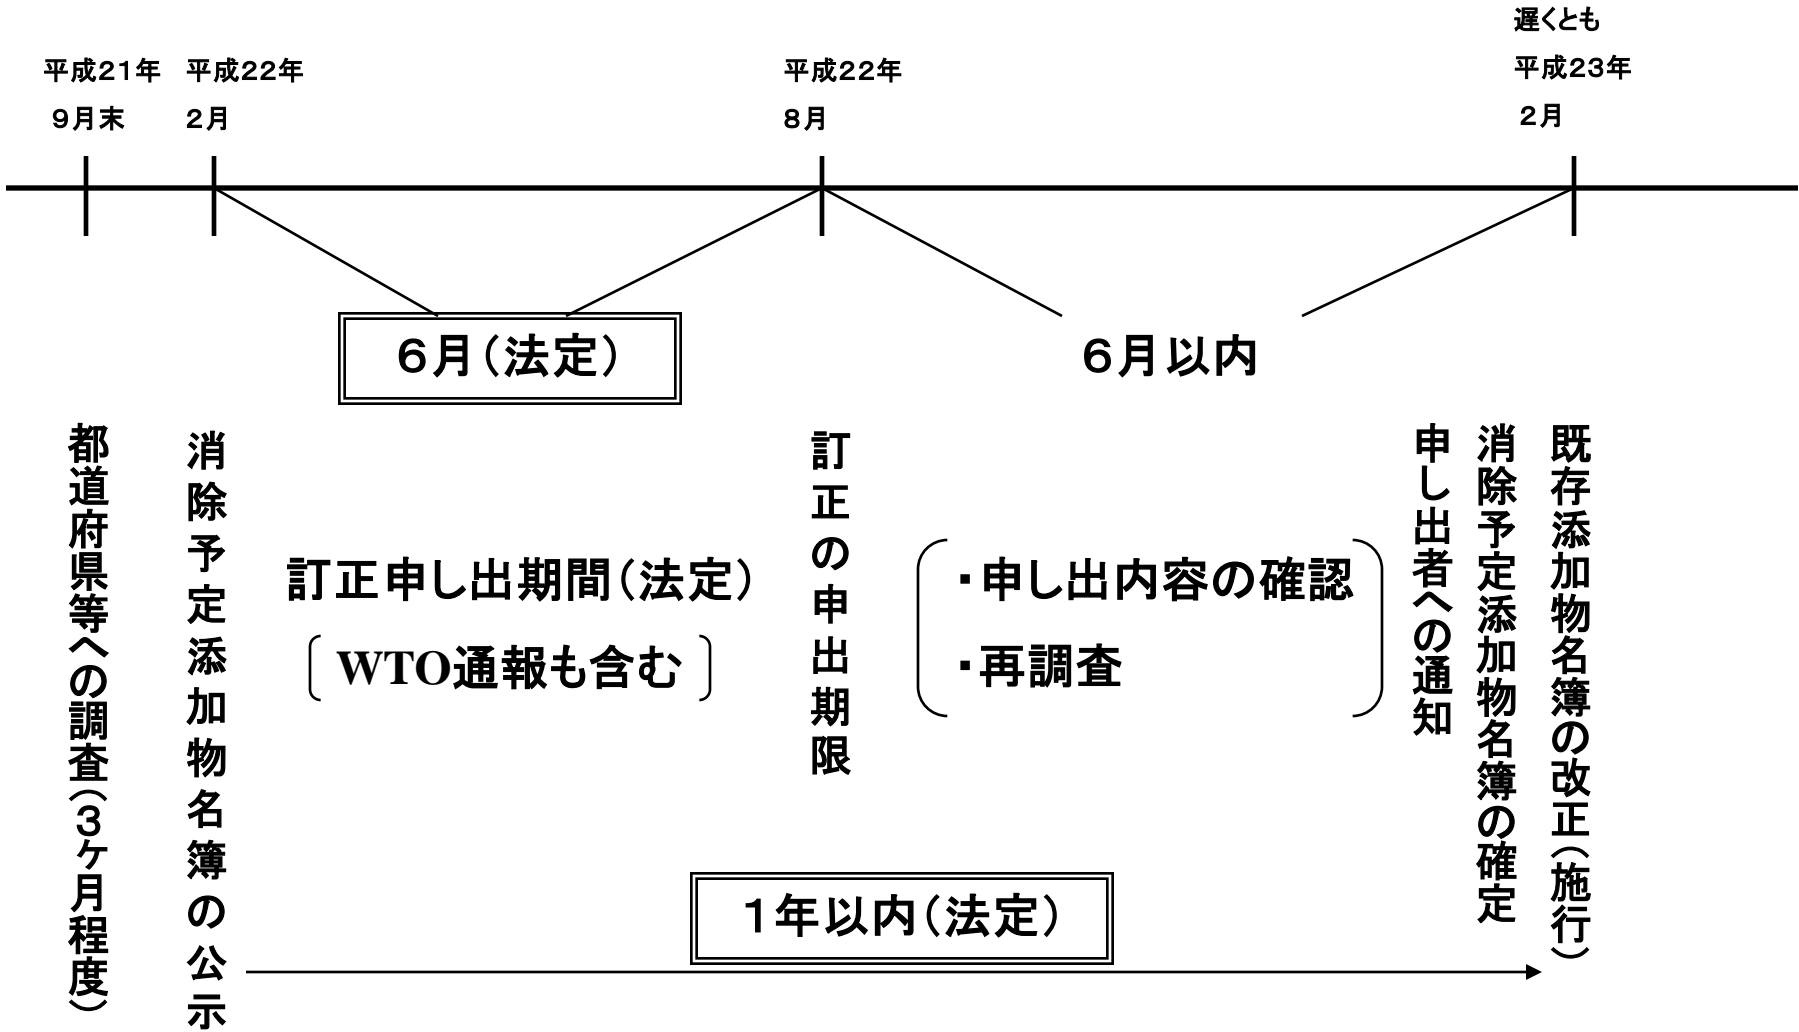 平成21年
9月末
平成22年
2月
平成22年
8月
遅くとも
平成23年
2月
6月(法定)
6月以内
都道府県等への調査(3ケ月程度)
消除予定添加物名簿の公示
訂正申し出期間(法定)
WTO通報も含む
訂正の申出期限
・申し出内容の確認
・再調査
申し出者への通知
消除予定添加物名簿の確定
既存添加物名簿の改正(施行)
1年以内(法定)